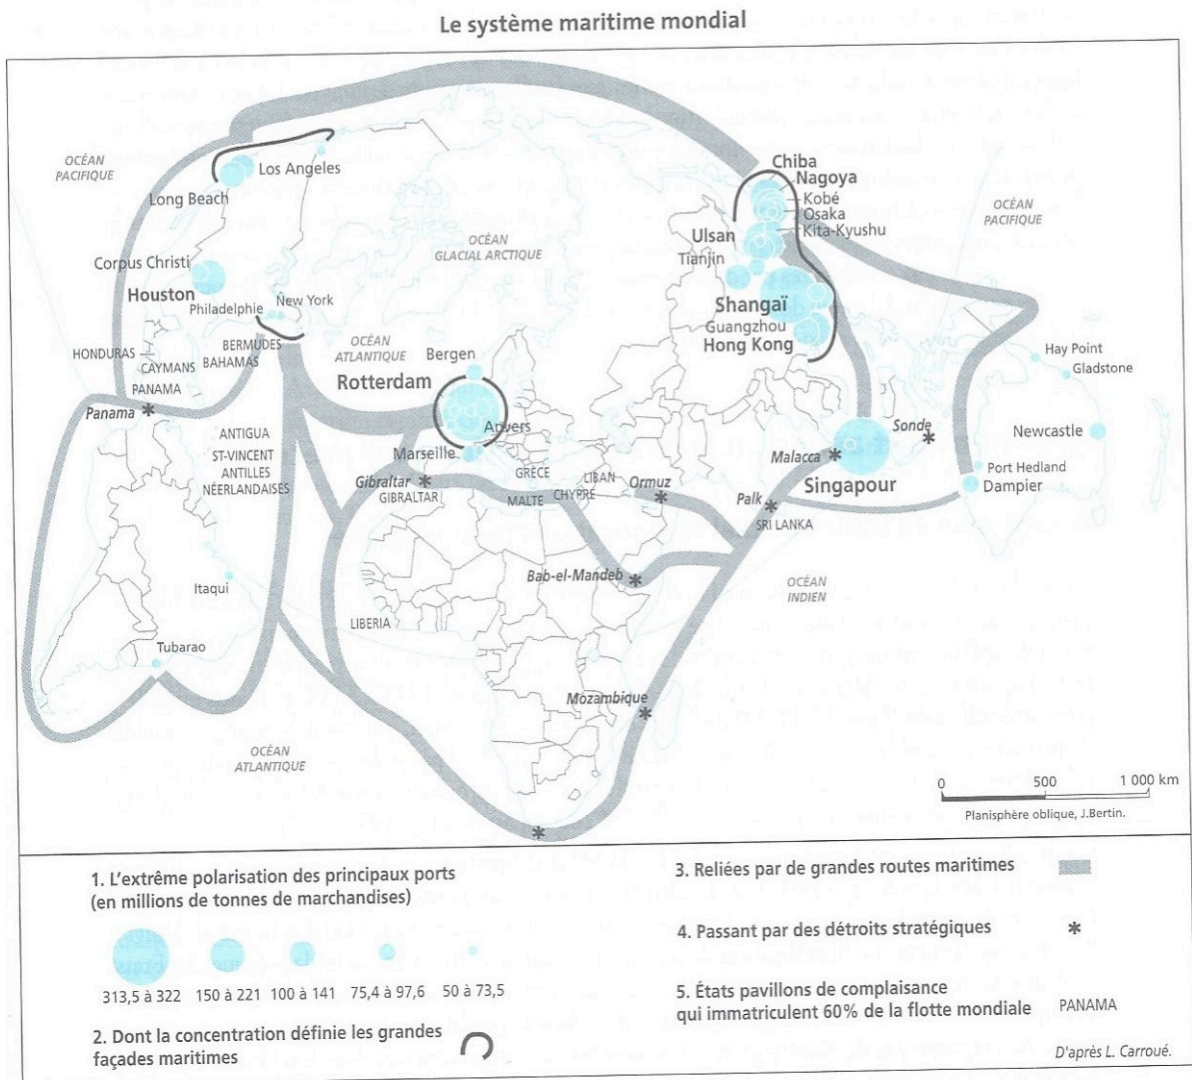 Le système maritime mondial
OCÉAN
PACIFIQUE
Los Angeles
Long Beach
Corpus Christi
Houston
Philadelphie
New York
HONDURAS
CAYMANS
PANAMA
BERMUDES
BAHAMAS
Panama
ANTIGUA
ST-VINCENT
ANTILLES
NÉERLANDAISES
Itaqui
Tubarao
OCÉAN
ATLANTIQUE
OCÉAN
GLACIAL ARCTIQUE
OCÉAN
ATLANTIQUE
Bergen
Rotterdam
Anvers
Marseille
Gibraltar
GIBRALTAR
GRÈCE
MALTE
CHYPRE
LIBAN
Ormuz
Bab-el-Mandeb
LIBERIA
Mozambique
Chiba
Nagoya
Kobé
Osaka
Kita-Kyushu
Ulsan
Tianjin
Shangaï
Guangzhou
Hong Kong
OCÉAN
PACIFIQUE
Hay Point
Gladstone
Newcastle
Port Hedland
Dampier
Sonde
Malacca
Singapour
Palk
SRI LANKA
OCÉAN
INDIEN
0 500 1 000 km
Planisphère oblique, J.Bertin.
1. L'extrême polarisation des principaux ports
(en millions de tonnes de marchandises)
313,5 à 322 150 à 221 100 à 141 75,4 à 97,6 50 à 73,5
2. Dont la concentration définie les grandes
façades maritimes
3. Reliées par de grandes routes maritimes
4. Passant par des détroits stratégiques
5. États pavillons de complaisance
qui immatriculent 60% de la flotte mondiale PANAMA
D'après L. Carroué.